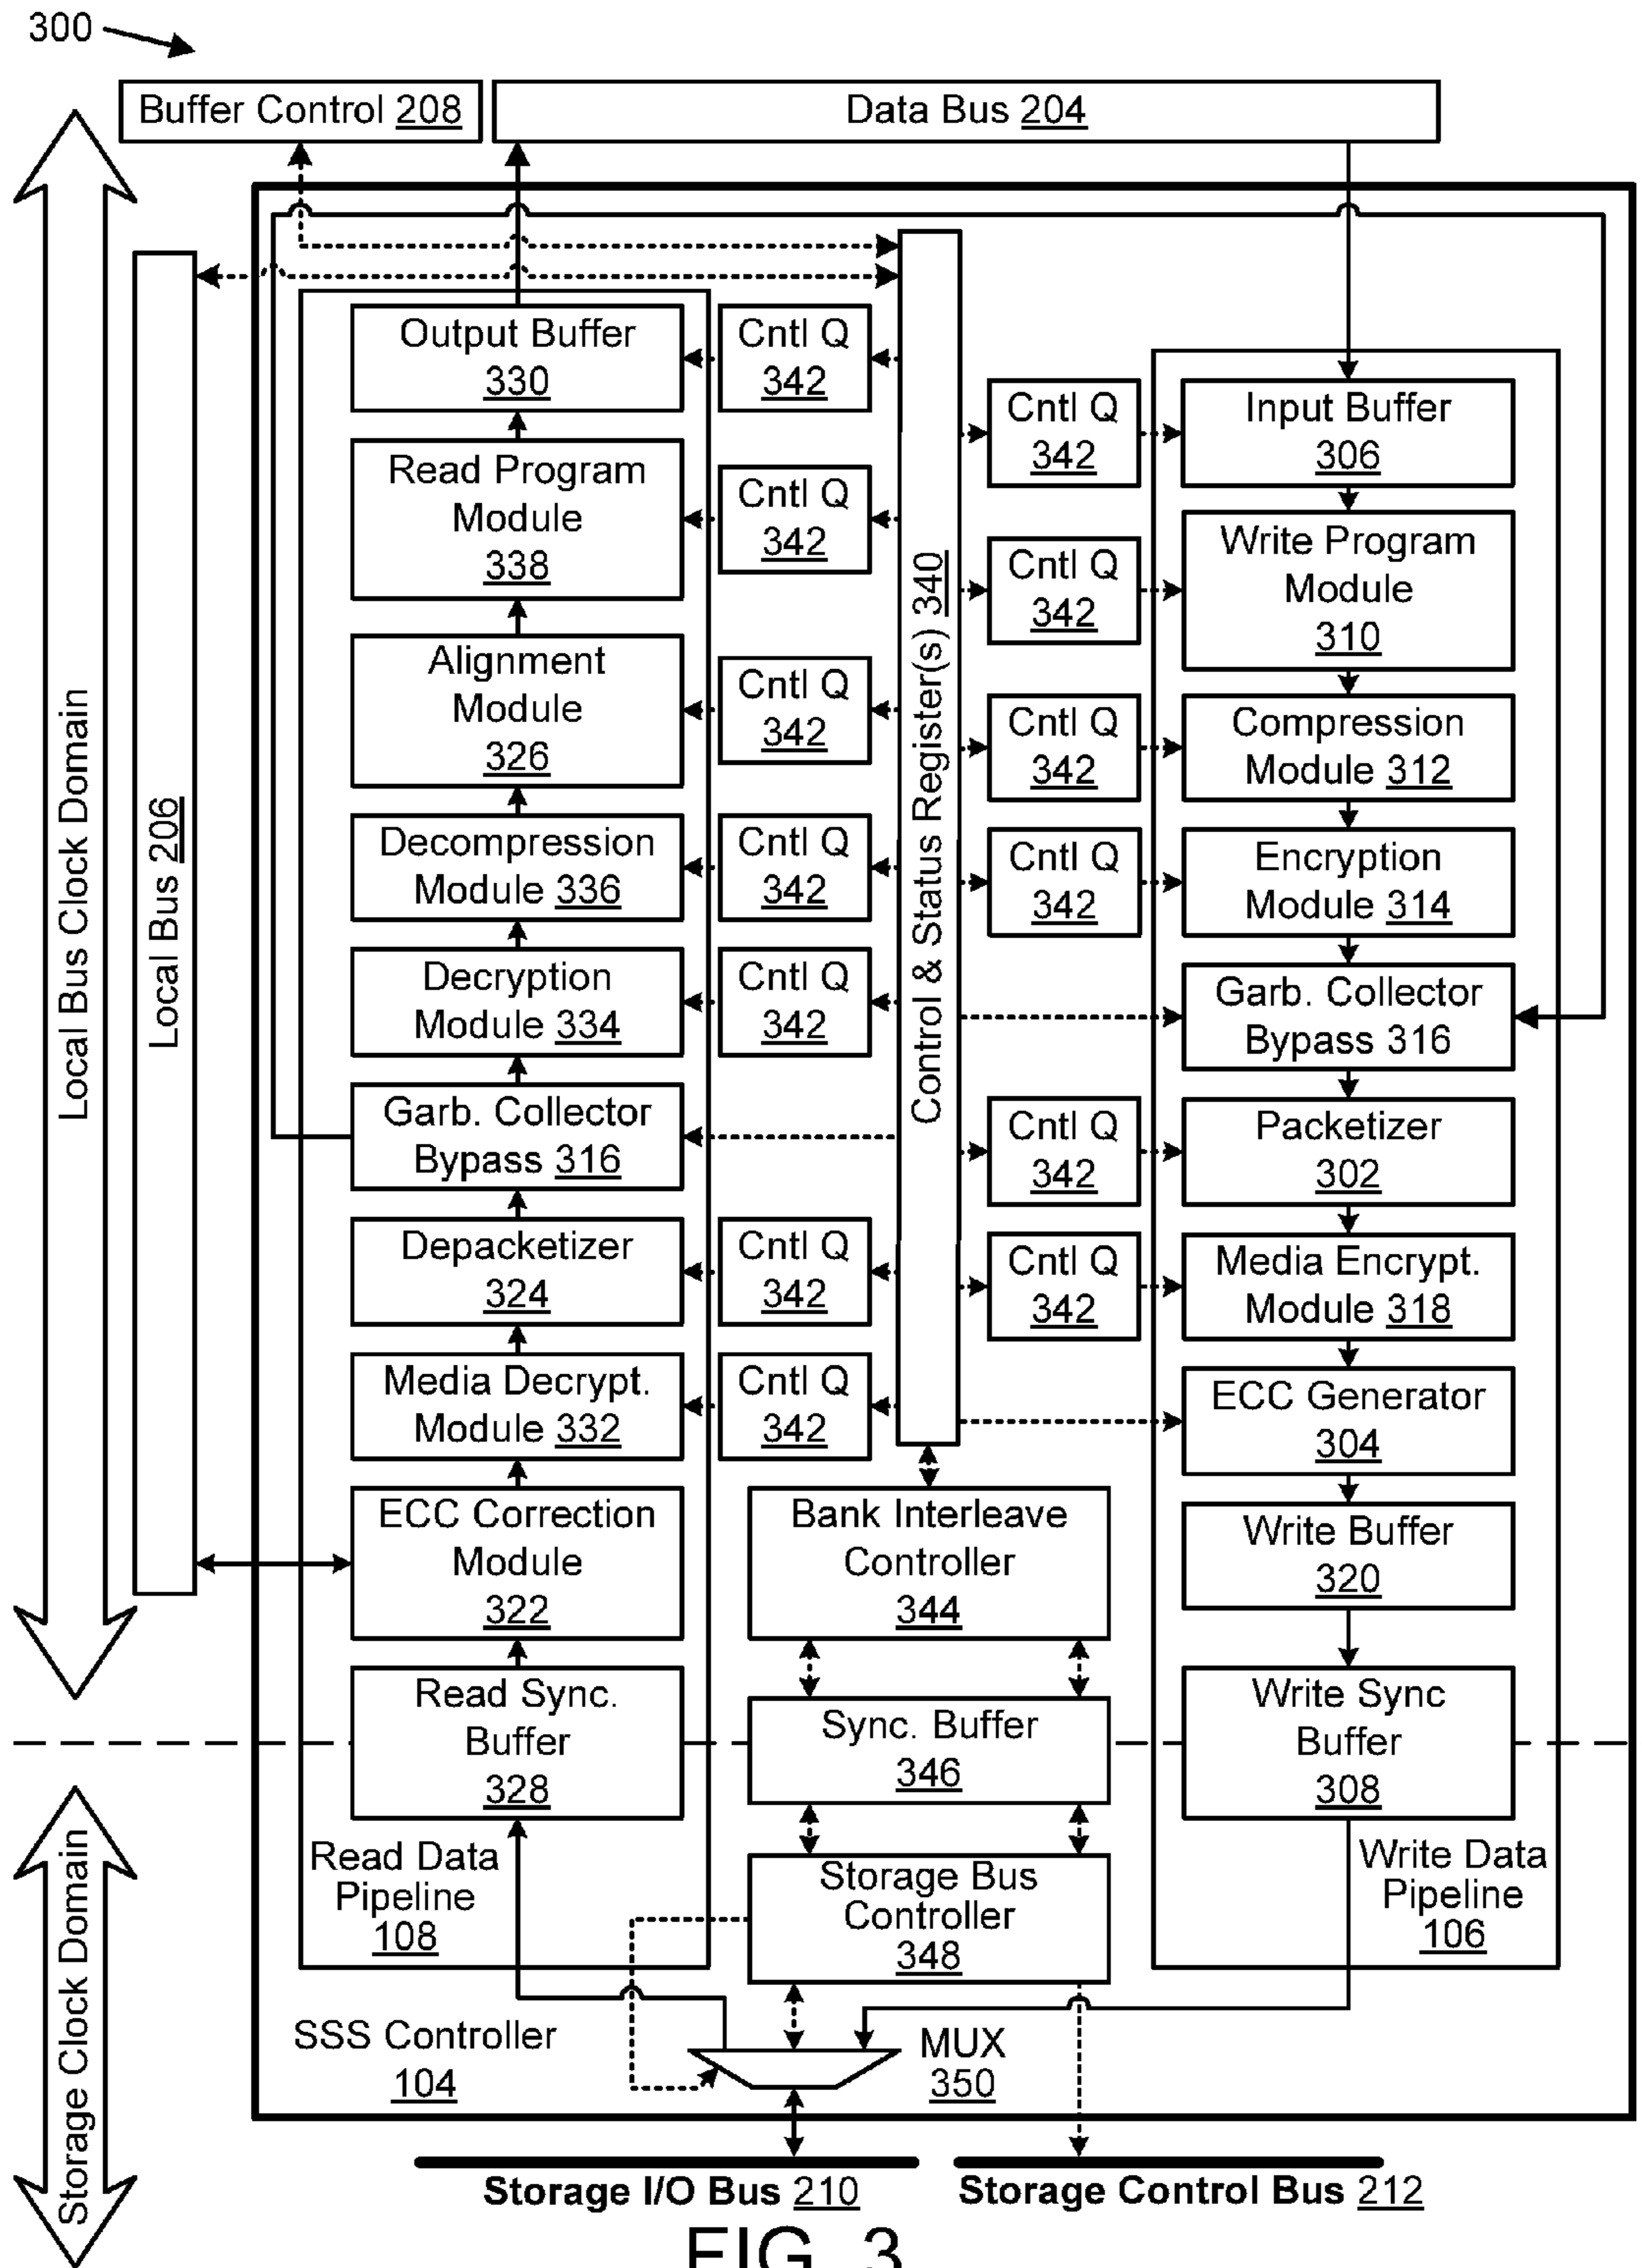 300
Buffer Control 208
Data Bus 204
Local Bus Clock Domain
Local Bus 206
Output Buffer
330
Cntl Q
342
Read Program
Module
338
Cntl Q
342
Alignment
Module
326
Cntl Q
342
Decompression
Module 336
Cntl Q
342
Decryption
Module 334
Cntl Q
342
Garb. Collector
Bypass 316
Depacketizer
324
Cntl Q
342
Media Decrypt.
Module 332
Cntl Q
342
ECC Correction
Module
322
Read Sync.
Buffer
328
Read Data
Pipeline
108
Control & Status Register(s) 340
Bank Interleave
Controller
344
Sync. Buffer
346
Storage Bus
Controller
348
Cntl Q
342
Input Buffer
306
Cntl Q
342
Write Program
Module
310
Cntl Q
342
Compression
Module 312
Cntl Q
342
Encryption
Module 314
Garb. Collector
Bypass 316
Cntl Q
342
Packetizer
302
Cntl Q
342
Media Encrypt.
Module 318
ECC Generator
304
Write Buffer
320
Write Sync
Buffer
308
Write Data
Pipeline
106
Storage Clock Domain
SSS Controller
104
MUX
350
Storage I/O Bus 210
Storage Control Bus 212
FIG. 3